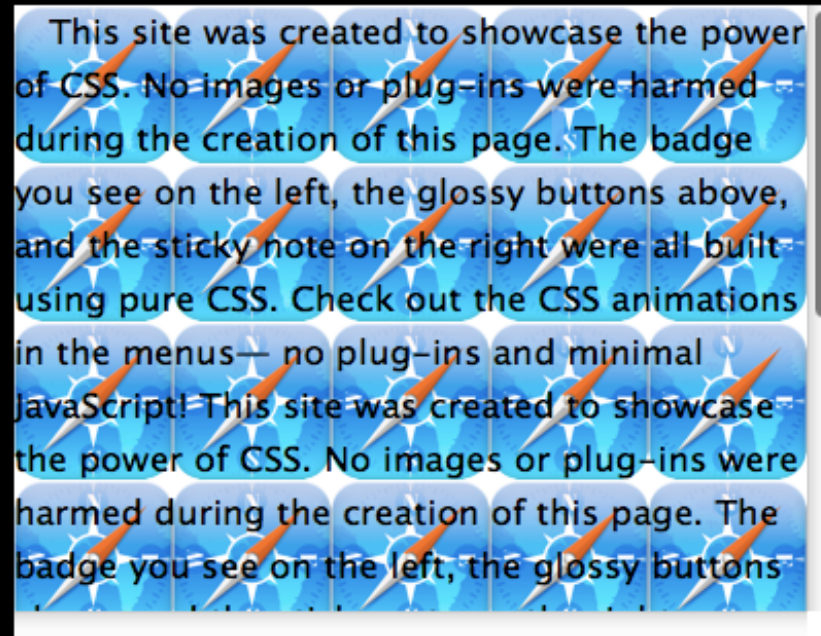 This site was created to showcase the power
of CSS. No images or plug-ins were harmed
during the creation of this page. The badge
you see on the left, the glossy buttons above,
and the sticky note on the right were all built
using pure CSS. Check out the CSS animations
in the menus— no plug-ins and minimal
JavaScript! This site was created to showcase
the power of CSS. No images or plug-ins were
harmed during the creation of this page. The
badge you see on the left, the glossy buttons